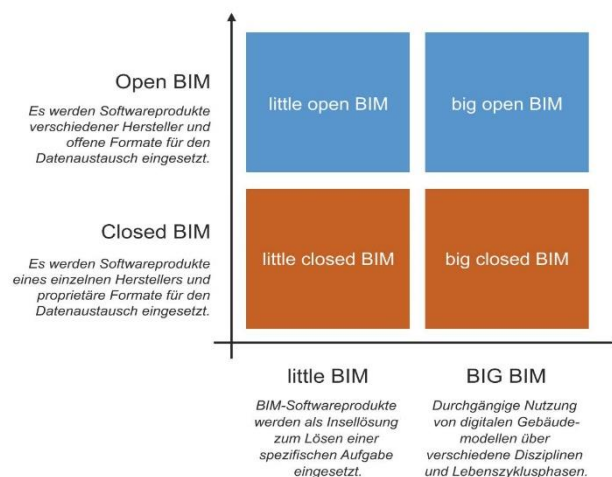 Open BIM
Es werden Softwareprodukte
verschiedener Hersteller und
offene Formate für den
Datenaustausch eingesetzt.
little open BIM
big open BIM
Closed BIM
Es werden Softwareprodukte
eines einzelnen Herstellers und
proprietäre Formate für den
Datenaustausch eingesetzt.
little closed BIM
big closed BIM
little BIM
BIM-Softwareprodukte
werden als Insellösung
zum Lösen einer
spezifischen Aufgabe
eingesetzt.
BIG BIM
Durchgängige Nutzung
von digitalen Gebäude-
modellen über
verschiedene Disziplinen
und Lebenszyklusphasen.